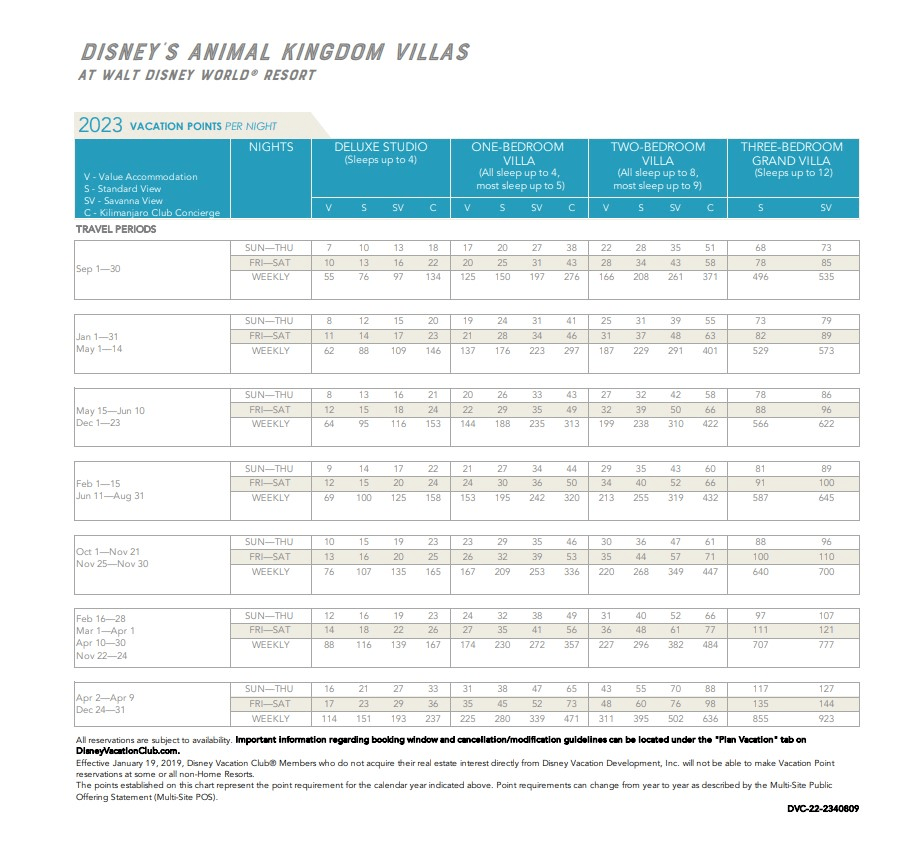 DISNEY'S ANIMAL KINGDOM VILLAS
AT WALT DISNEY WORLD® RESORT
2023 VACATION POINTS PER NIGHT
V - Value Accommodation
S - Standard View
SV - Savanna View
C - Kilimanjaro Club Concierge
NIGHTS
DELUXE STUDIO
(Sleeps up to 4)
ONE-BEDROOM
VILLA
(All sleep up to 4,
most sleep up to 5)
TWO-BEDROOM
VILLA
(All sleep up to 8,
most sleep up to 9)
THREE-BEDROOM
GRAND VILLA
(Sleeps up to 12)
V S SV C V S SV C V S SV C S SV
TRAVEL PERIODS
Sep 1—30
SUN—THU 7 10 13 18 17 20 27 38 22 28 35 51 68 73
FRI—SAT 10 13 16 22 20 25 31 43 28 34 43 58 78 85
WEEKLY 55 76 97 134 125 150 197 276 166 208 261 371 496 535
Jan 1—31
May 1—14
SUN—THU 8 12 15 20 19 24 31 41 25 31 39 55 73 79
FRI—SAT 11 14 17 23 21 28 34 46 31 37 48 63 82 89
WEEKLY 62 88 109 146 137 176 223 297 187 229 291 401 529 573
May 15—Jun 10
Dec 1—23
SUN—THU 8 13 16 21 20 26 33 43 27 32 42 58 78 86
FRI—SAT 12 15 18 24 22 29 35 49 32 39 50 66 88 96
WEEKLY 64 95 116 153 144 188 235 313 199 238 310 422 566 622
Feb 1—15
Jun 11—Aug 31
SUN—THU 9 14 17 22 21 27 34 44 29 35 43 60 81 89
FRI—SAT 12 15 20 24 24 30 36 50 34 40 52 66 91 100
WEEKLY 69 100 125 158 153 195 242 320 213 255 319 432 587 645
Oct 1—Nov 21
Nov 25—Nov 30
SUN—THU 10 15 19 23 23 29 35 46 30 36 47 61 88 96
FRI—SAT 13 16 20 25 26 32 39 53 35 44 57 71 100 110
WEEKLY 76 107 135 165 167 209 253 336 220 268 349 447 640 700
Feb 16—28
Mar 1—Apr 1
Apr 10—30
Nov 22—24
SUN—THU 12 16 19 23 24 32 38 49 31 40 52 66 97 107
FRI—SAT 14 18 22 26 27 35 41 56 36 48 61 77 111 121
WEEKLY 88 116 139 167 174 230 272 357 227 296 382 484 707 777
Apr 2—Apr 9
Dec 24—31
SUN—THU 16 21 27 33 31 38 47 65 43 55 70 88 117 127
FRI—SAT 17 23 29 36 35 45 52 73 48 60 76 98 135 144
WEEKLY 114 151 193 237 225 280 339 471 311 395 502 636 855 923
All reservations are subject to availability. Important information regarding booking window and cancellation/modification guidelines can be located under the "Plan Vacation" tab on
DisneyVacationClub.com.
Effective January 19, 2019, Disney Vacation Club® Members who do not acquire their real estate interest directly from Disney Vacation Development, Inc. will not be able to make Vacation Point
reservations at some or all non-Home Resorts.
The points established on this chart represent the point requirement for the calendar year indicated above. Point requirements can change from year to year as described by the Multi-Site Public
Offering Statement (Multi-Site POS).
DVC-22-2340809